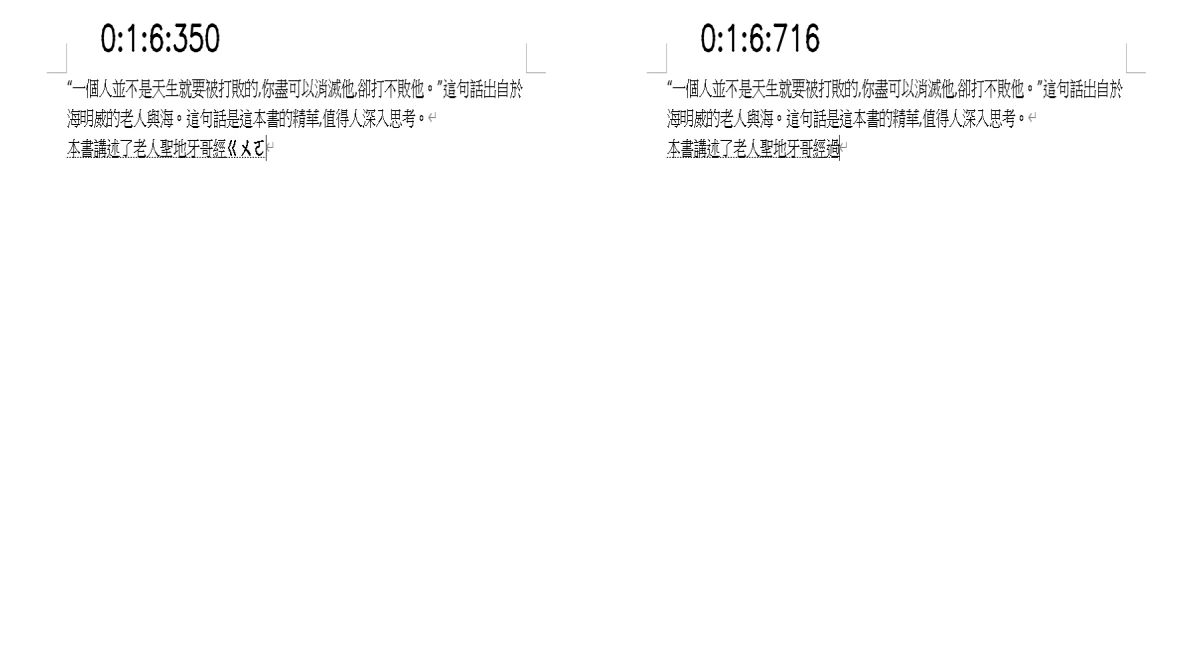 0:1:6:350
“一個人並不是天生就要被打敗的,你盡可以消滅他,卻打不敗他。”這句話出自於
海明威的老人與海。這句話是這本書的精華,值得人深入思考。
本書講述了老人聖地牙哥經ㄍㄨㄛ
0:1:6:716
“一個人並不是天生就要被打敗的,你盡可以消滅他,卻打不敗他。”這句話出自於
海明威的老人與海。這句話是這本書的精華,值得人深入思考。
本書講述了老人聖地牙哥經過